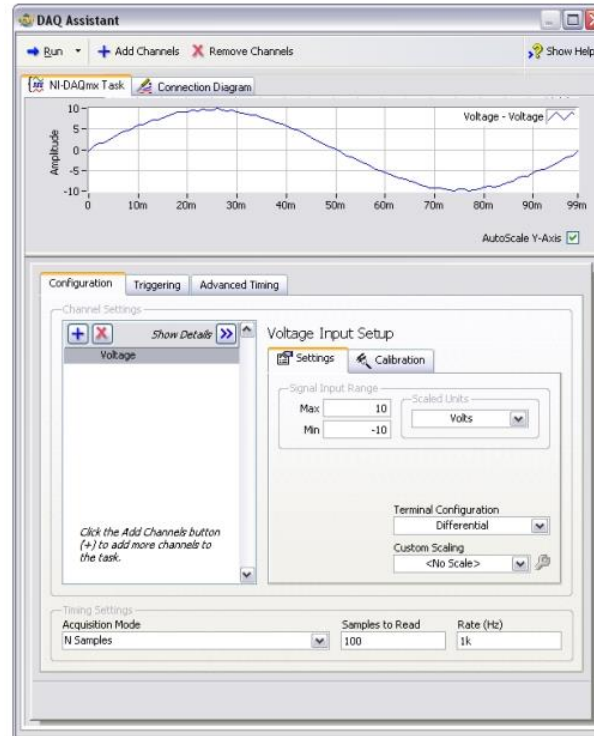 DAQ Assistant
Run
Add Channels
Remove Channels
Show Help
NI-DAQmx Task
Connection Diagram
Voltage - Voltage
Amplitude
10
5
0
-5
-10
0 10m 20m 30m 40m 50m 60m 70m 80m 90m 99m
AutoScale Y-Axis
Configuration Triggering Advanced Timing
Channel Settings
Show Details
Voltage
Click the Add Channels button
(+) to add more channels to
the task.
Voltage Input Setup
Settings Calibration
Signal Input Range
Max 10
Min -10
Scaled Units
Volts
Terminal Configuration
Differential
Custom Scaling
<No Scale>
Timing Settings
Acquisition Mode Samples to Read Rate (Hz)
N Samples 100 1k